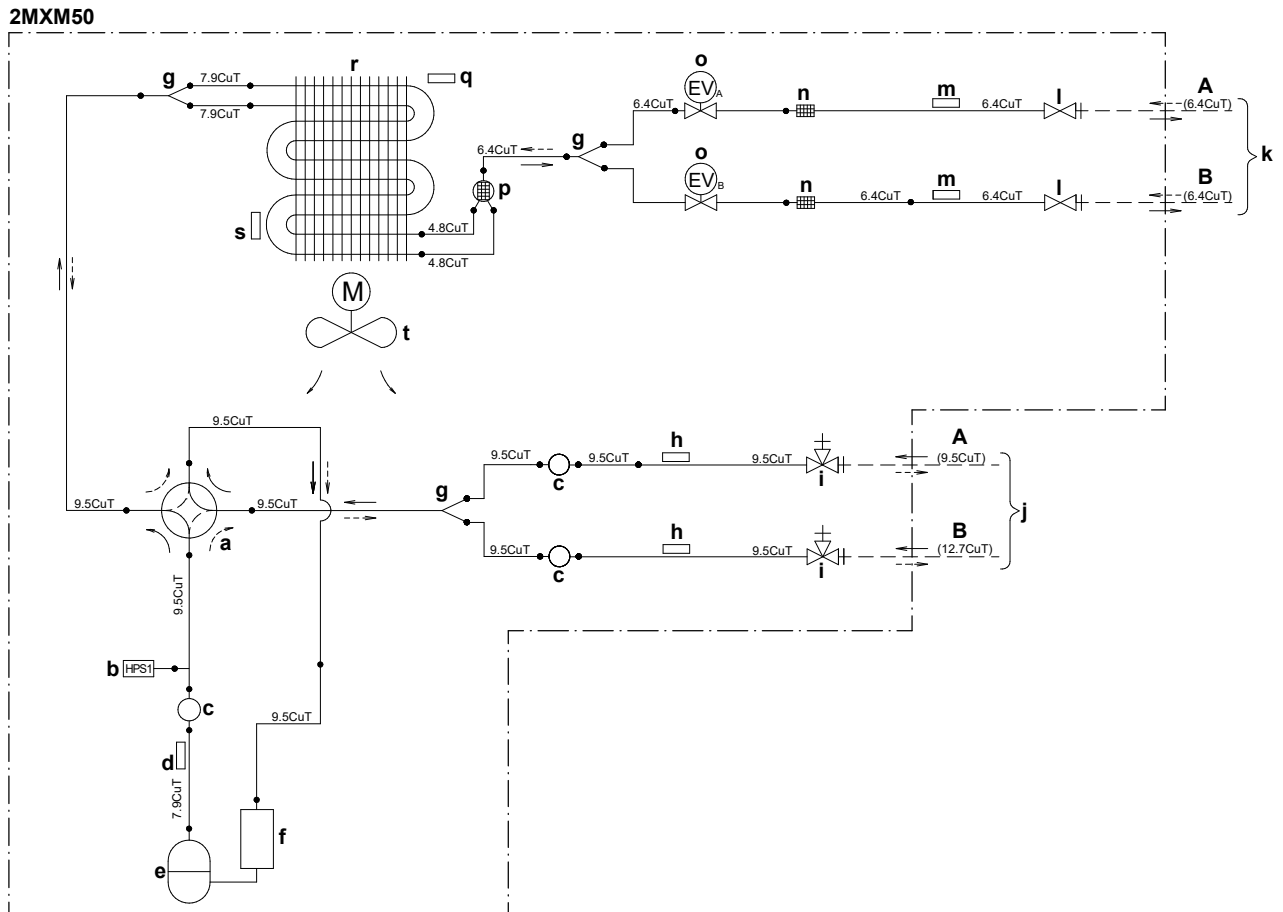 2MXM50
g
7.9CuT
7.9CuT
r
q
6.4CuT
p
4.8CuT
4.8CuT
s
M
t
g
6.4CuT
o
EVA
n
m
6.4CuT
l
A
(6.4CuT)
o
EVB
n
6.4CuT
m
6.4CuT
l
B
(6.4CuT)
k
9.5CuT
9.5CuT
9.5CuT
a
g
9.5CuT
c
9.5CuT
h
9.5CuT
i
A
(9.5CuT)
9.5CuT
c
h
9.5CuT
i
B
(12.7CuT)
j
9.5CuT
b
HPS1
c
9.5CuT
d
7.9CuT
e
f